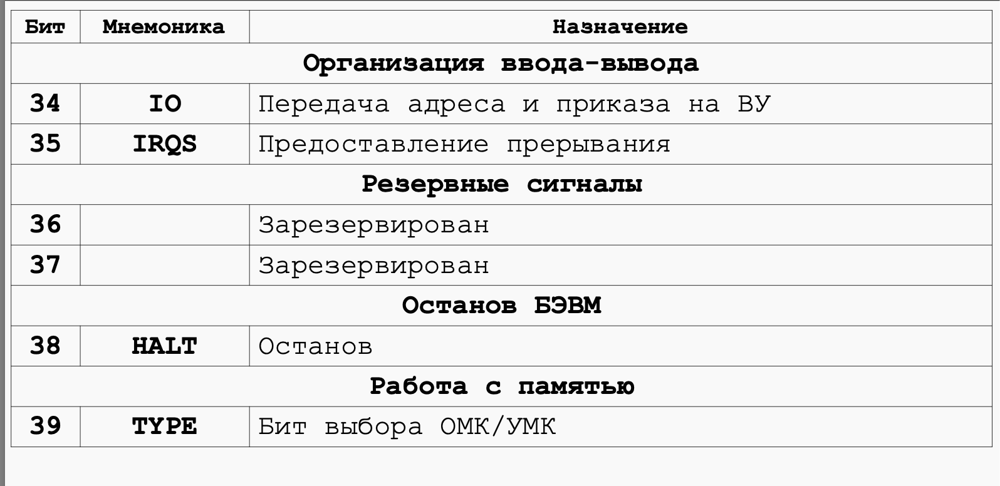 Бит Мнемоника Назначение
Организация ввода-вывода
34 IO Передача адреса и приказа на ВУ
35 IRQS Предоставление прерывания
Резервные сигналы
36 Зарезервирован
37 Зарезервирован
Останов БЭВМ
38 HALT Останов
Работа с памятью
39 TYPE Бит выбора ОМК/УМК